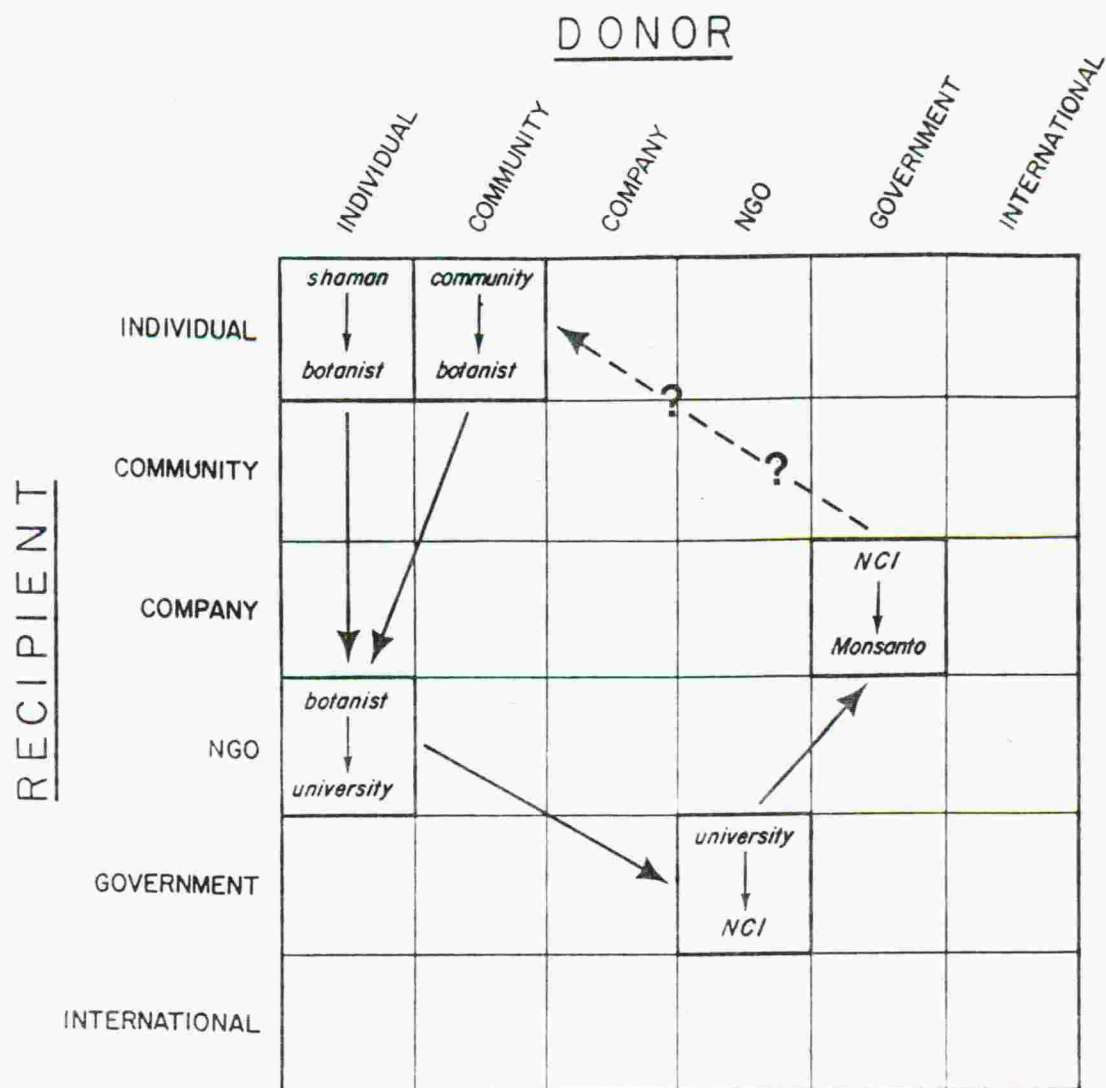 DONOR
INDIVIDUAL
COMMUNITY
COMPANY
NGO
GOVERNMENT
INTERNATIONAL
RECIPIENT
INDIVIDUAL
shaman
botanist
community
botanist
?
COMMUNITY
?
COMPANY
NCI
Monsanto
NGO
botanist
university
GOVERNMENT
university
NCI
INTERNATIONAL